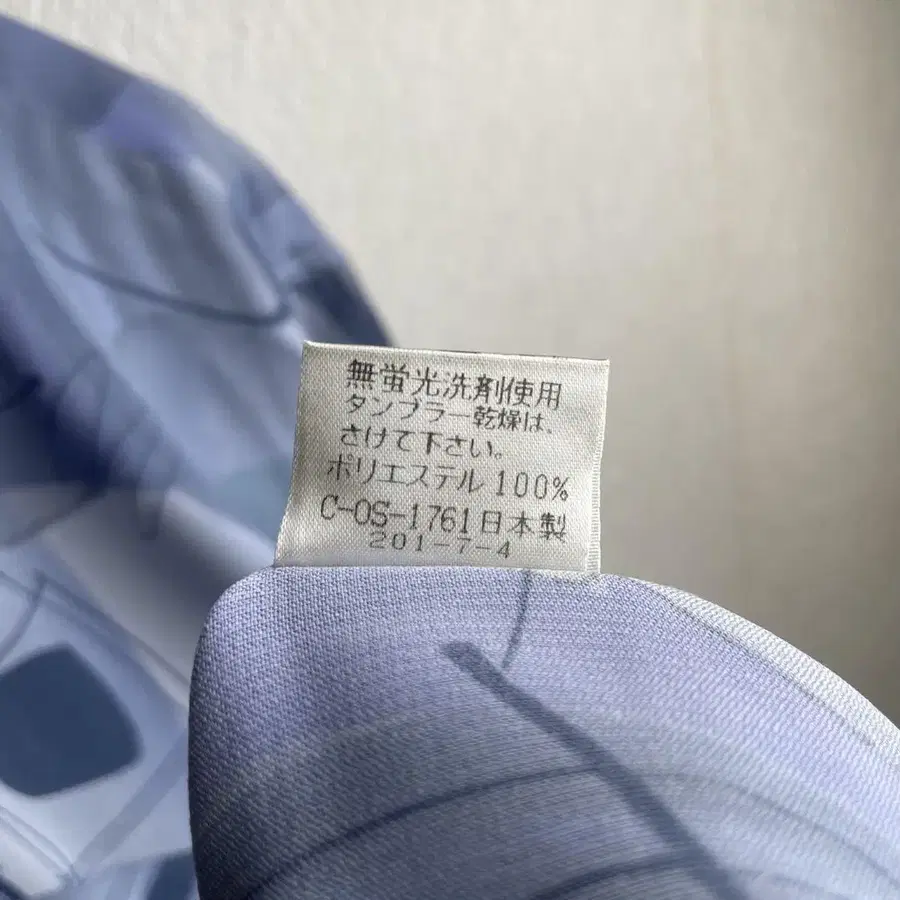 無蛍光洗剤使用
タンブラー乾燥は、
さけて下さい。
ポリエステル 100%
C-OS-1761日本製
201-7-4